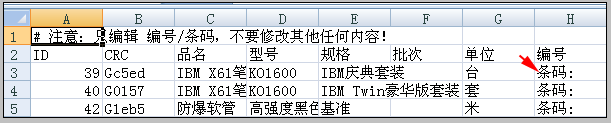 A B C D E F G H
1 # 注意: 只编辑 编号/条码，不要修改其他任何内容!
2 ID CRC 品名 型号 规格 批次 单位 编号
3 39 Gc5ed IBM X61笔 KO1600 IBM庆典套装 台 条码:
4 40 G0157 IBM X61笔 KO1600 IBM Twin豪华版套装 套 条码:
5 42 G1eb5 防爆软管 高强度黑色 基准 米 条码: